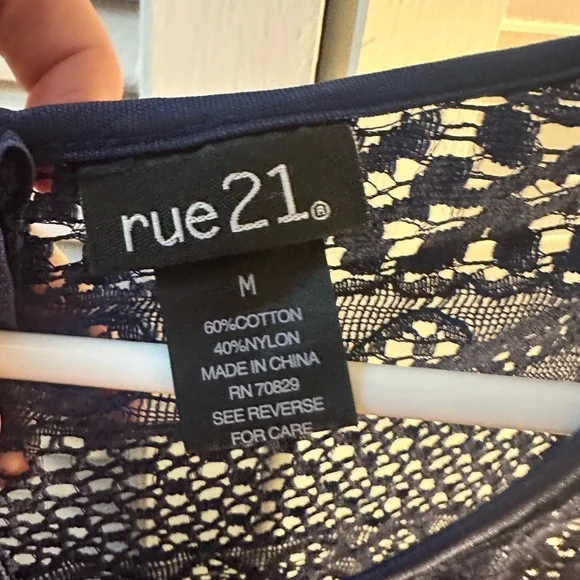 rue21®
M
60%COTTON
40%NYLON
MADE IN CHINA
RN 70829
SEE REVERSE
FOR CARE